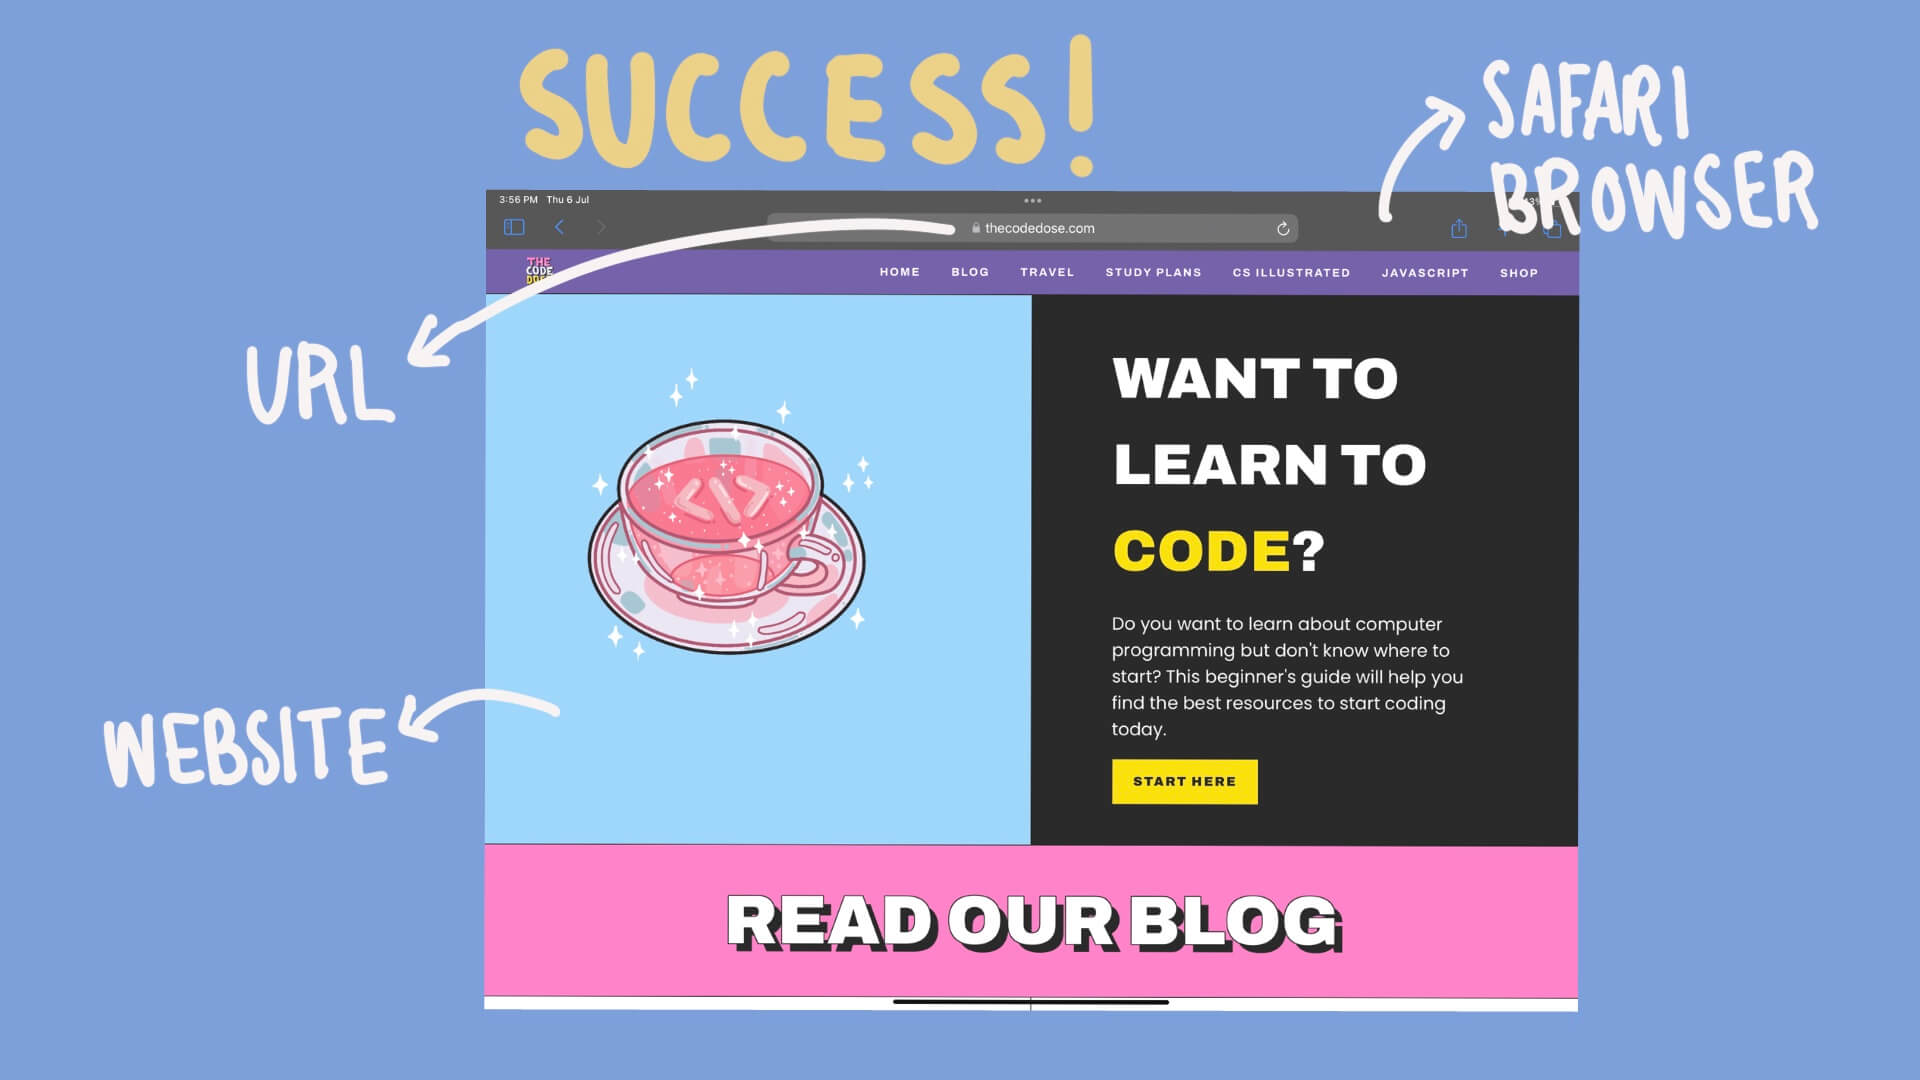 SUCCESS!
SAFARI
BROWSER
3:56 PM Thu 6 Jul
thecodedose.com
THE
CODE
HOME BLOG TRAVEL STUDY PLANS CS ILLUSTRATED JAVASCRIPT SHOP
URL
WANT TO
LEARN TO
CODE?
</>
Do you want to learn about computer
programming but don't know where to
start? This beginner's guide will help you
find the best resources to start coding
today.
WEBSITE
START HERE
READ OUR BLOG